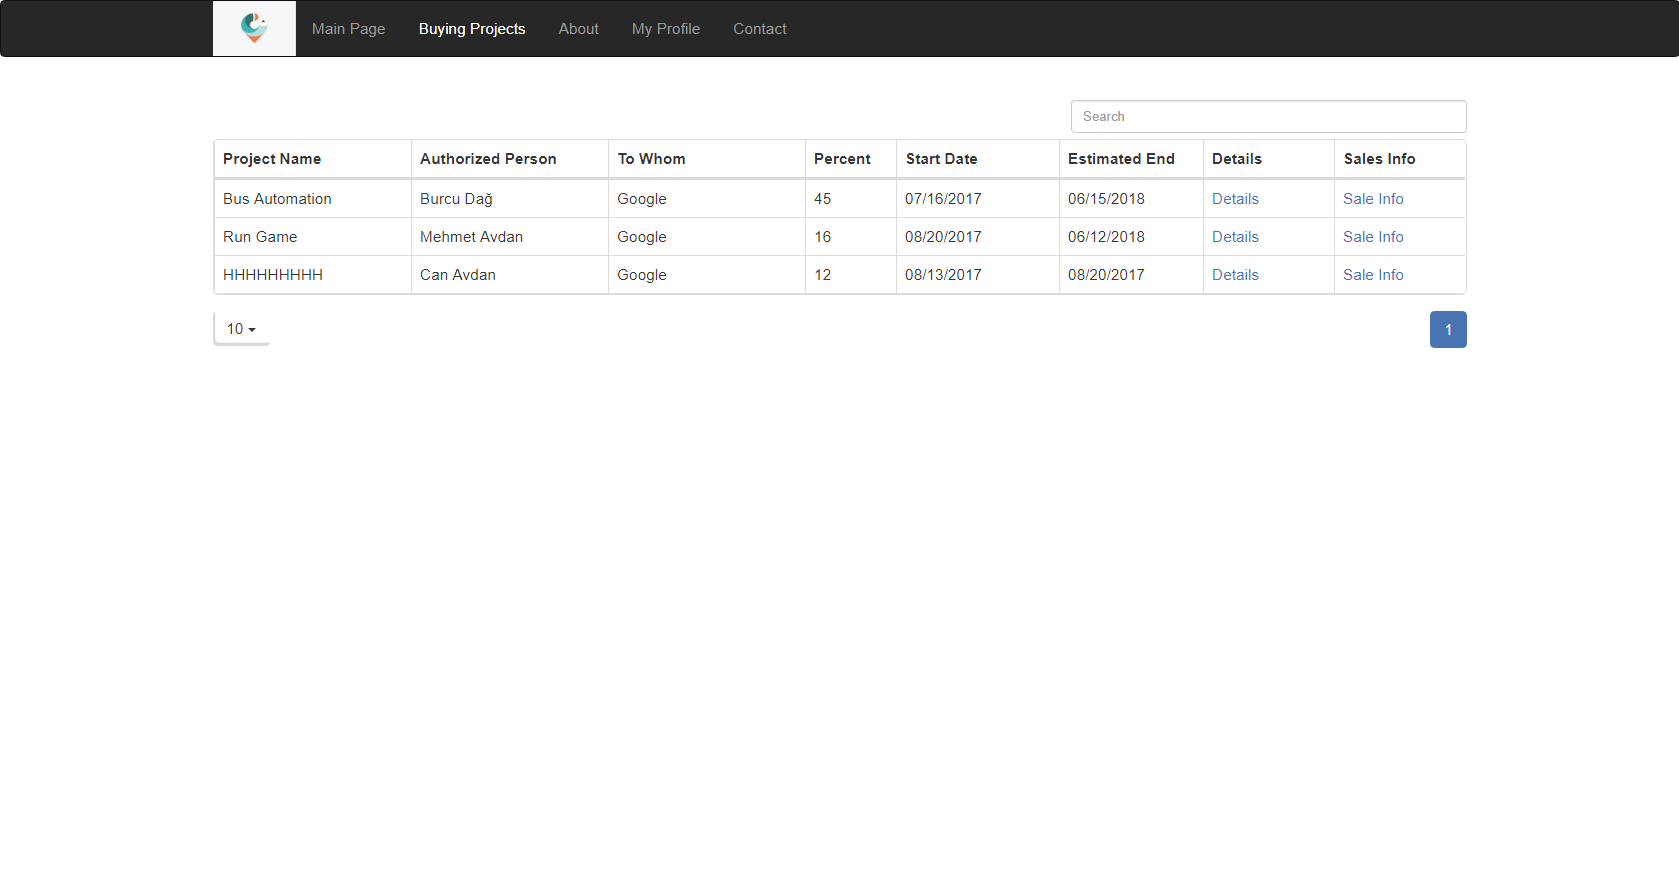 Main Page Buying Projects About My Profile Contact
Search
Project Name Authorized Person To Whom Percent Start Date Estimated End Details Sales Info
Bus Automation Burcu Dağ Google 45 07/16/2017 06/15/2018 Details Sale Info
Run Game Mehmet Avdan Google 16 08/20/2017 06/12/2018 Details Sale Info
HHHHHHHHH Can Avdan Google 12 08/13/2017 08/20/2017 Details Sale Info
10 1